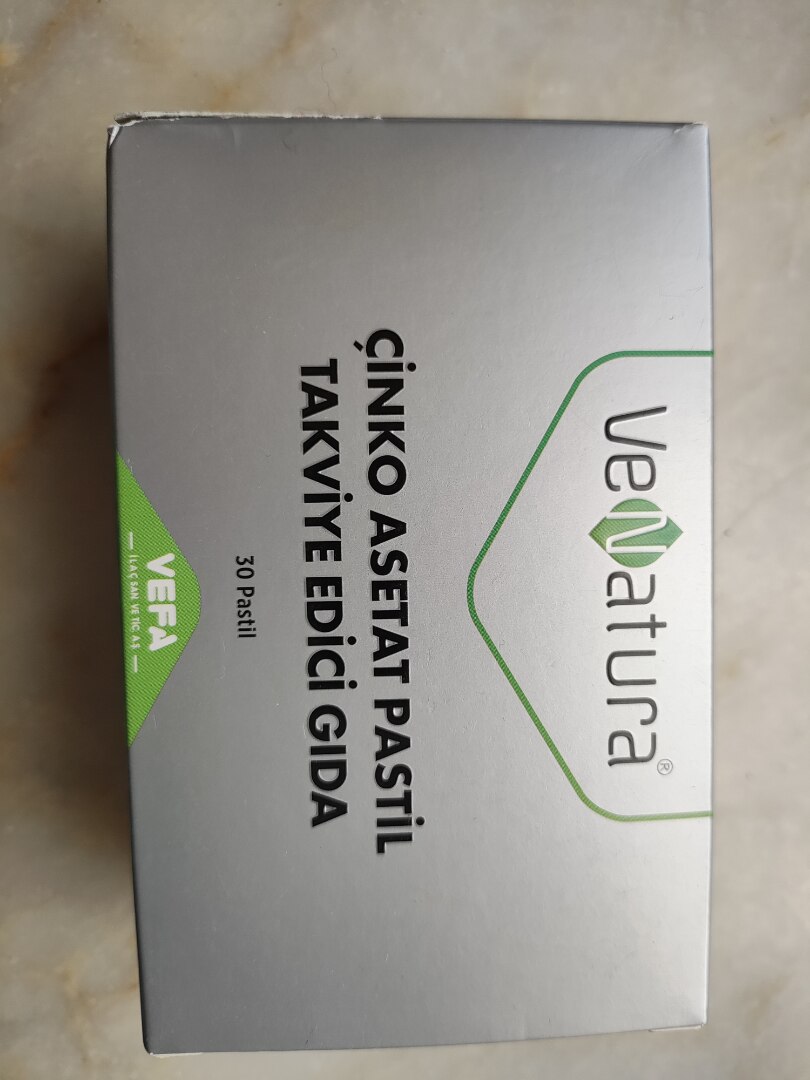 VeNatura®
ÇİNKO ASETAT PASTİL
TAKVİYE EDİCİ GIDA
30 Pastil
VEFA
— İLAÇ SAN. VE TİC. A.Ş —